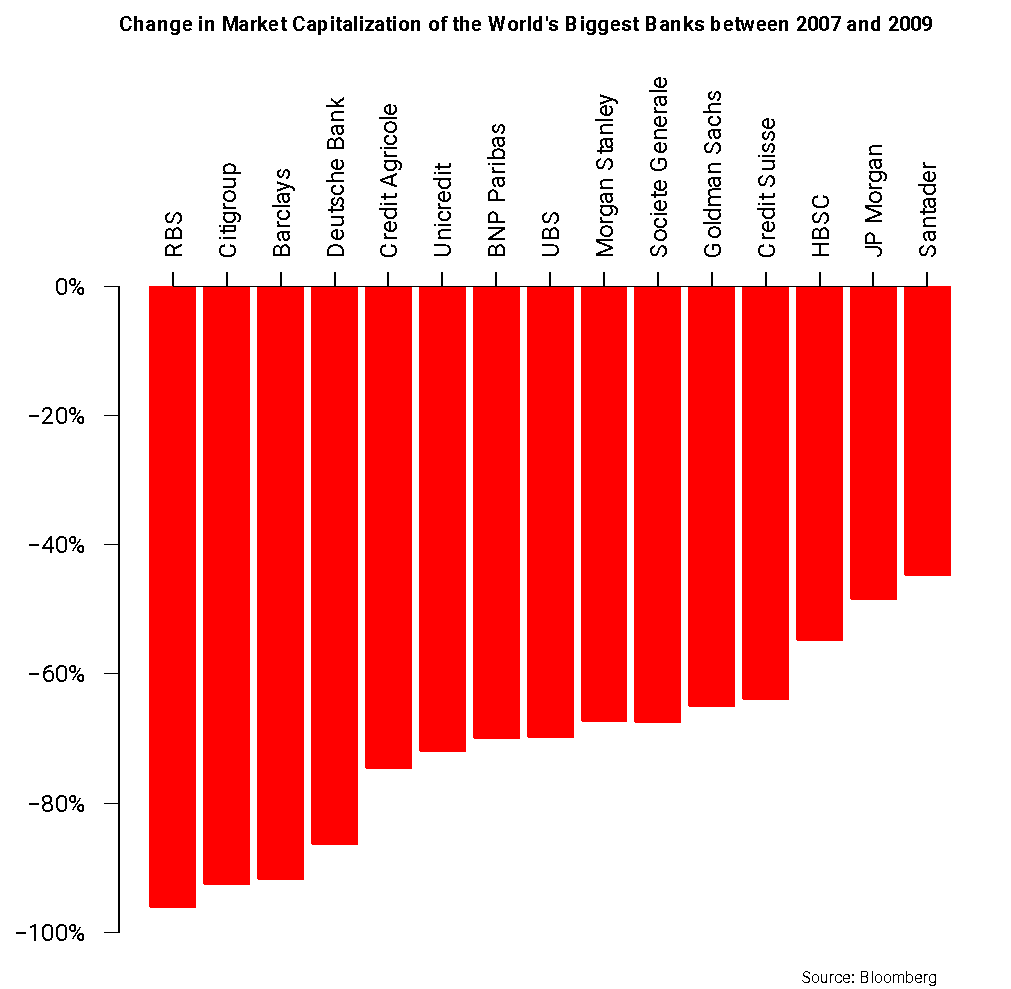 Change in Market Capitalization of the World's Biggest Banks between 2007 and 2009
RBS
Citigroup
Barclays
Deutsche Bank
Credit Agricole
Unicredit
BNP Paribas
UBS
Morgan Stanley
Societe Generale
Goldman Sachs
Credit Suisse
HBSC
JP Morgan
Santader
0%
−20%
−40%
−60%
−80%
−100%
Source: Bloomberg